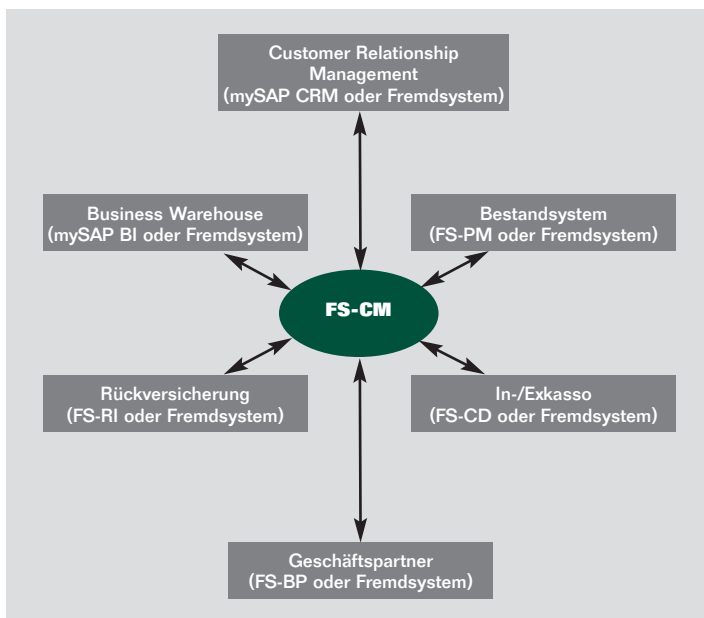 Customer Relationship
Management
(mySAP CRM oder Fremdsystem)
Business Warehouse
(mySAP BI oder Fremdsystem)
Bestandsystem
(FS-PM oder Fremdsystem)
FS-CM
Rückversicherung
(FS-RI oder Fremdsystem)
In-/Exkasso
(FS-CD oder Fremdsystem)
Geschäftspartner
(FS-BP oder Fremdsystem)